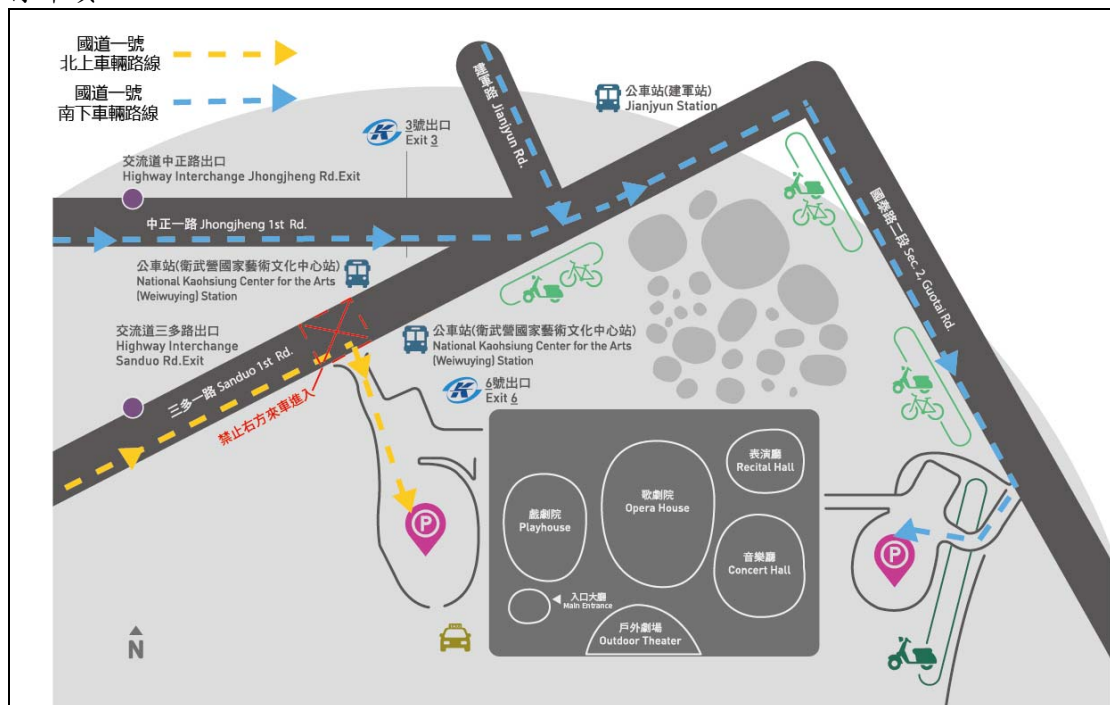 國道一號
北上車輛路線
國道一號
南下車輛路線
建軍路 Jianjyun Rd.
公車站(建軍站)
Jianjyun Station
3號出口
Exit 3
交流道中正路出口
Highway Interchange Jhongjheng Rd.Exit
中正一路 Jhongjheng 1st Rd.
國泰路二段 Sec. 2, Guotai Rd.
公車站(衛武營國家藝術文化中心站)
National Kaohsiung Center for the Arts
(Weiwuying) Station
交流道三多路出口
Highway Interchange
Sanduo Rd.Exit
三多一路 Sanduo 1st Rd.
禁止右方來車進入
公車站(衛武營國家藝術文化中心站)
National Kaohsiung Center for the Arts
(Weiwuying) Station
6號出口
Exit 6
表演廳
Recital Hall
歌劇院
Opera House
戲劇院
Playhouse
音樂廳
Concert Hall
入口大廳
Main Entrance
戶外劇場
Outdoor Theater
P
P
N